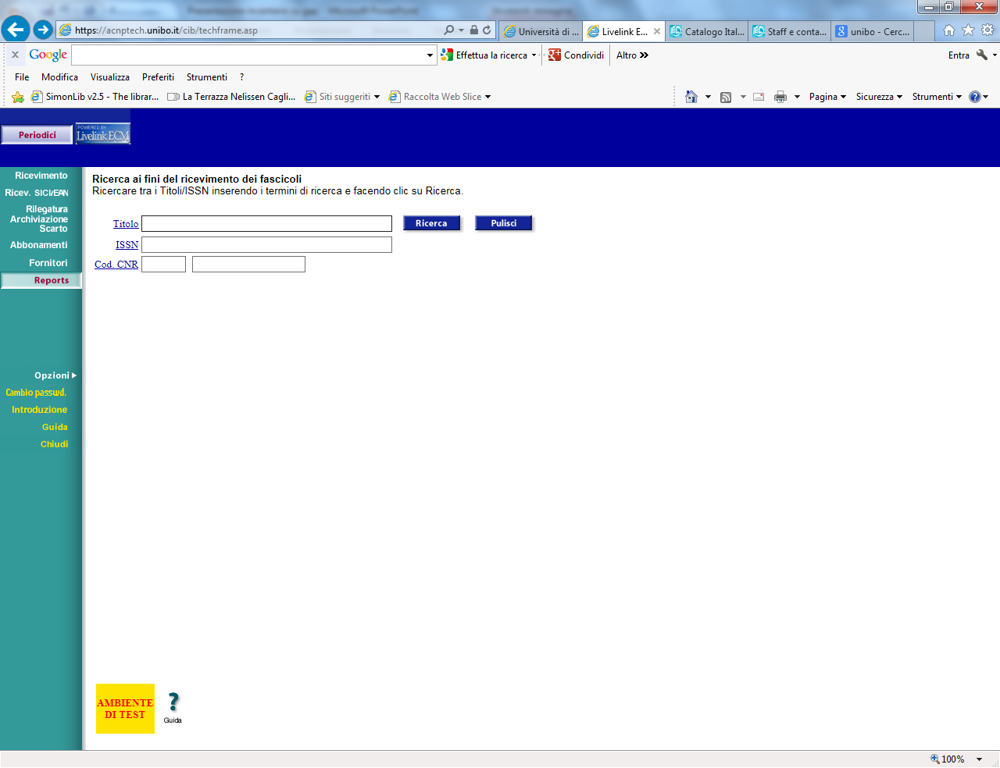 https://acnptech.unibo.it/cib/techframe.asp
Università di ...
Livelink E...
Catalogo Ital...
Staff e conta...
unibo - Cerc...
x Google
Effettua la ricerca
Condividi
Altro »
Entra
File Modifica Visualizza Preferiti Strumenti ?
SimonLib v2.5 - The librar...
La Terrazza Nelissen Cagli...
Siti suggeriti
Raccolta Web Slice
Pagina
Sicurezza
Strumenti
Periodici
POWERED BY
Livelink ECM
Ricevimento
Ricev. SICI/EAN
Rilegatura
Archiviazione
Scarto
Abbonamenti
Fornitori
Reports
Opzioni
Cambio passwd.
Introduzione
Guida
Chiudi
Ricerca ai fini del ricevimento dei fascicoli
Ricercare tra i Titoli/ISSN inserendo i termini di ricerca e facendo clic su Ricerca.
Titolo
Ricerca
Pulisci
ISSN
Cod. CNR
AMBIENTE
DI TEST
?
Guida
100%